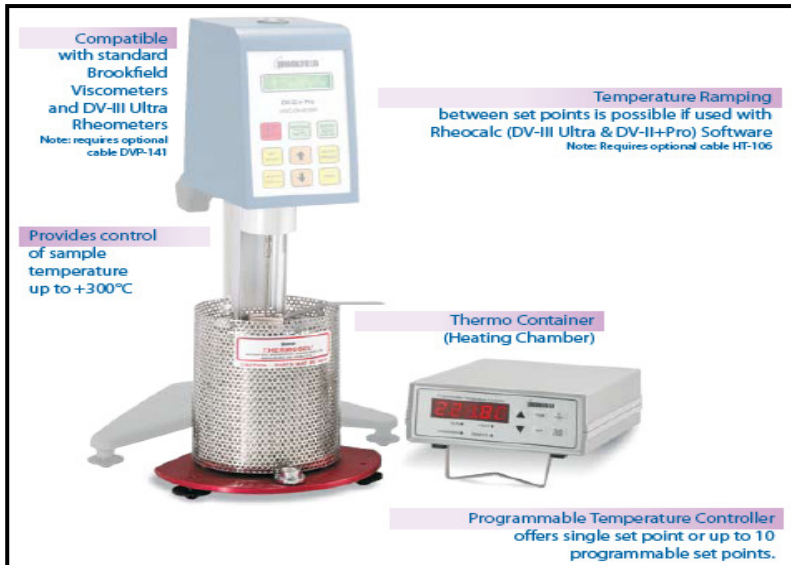 Compatible
with standard
Brookfield
Viscometers
and DV-III Ultra
Rheometers
Note: requires optional
cable DVP-141
Temperature Ramping
between set points is possible if used with
Rheocalc (DV-III Ultra & DV-II+Pro) Software
Note: Requires optional cable HT-106
Provides control
of sample
temperature
up to +300°C
THERMOSEL
Thermo Container
(Heating Chamber)
Programmable Temperature Controller
offers single set point or up to 10
programmable set points.